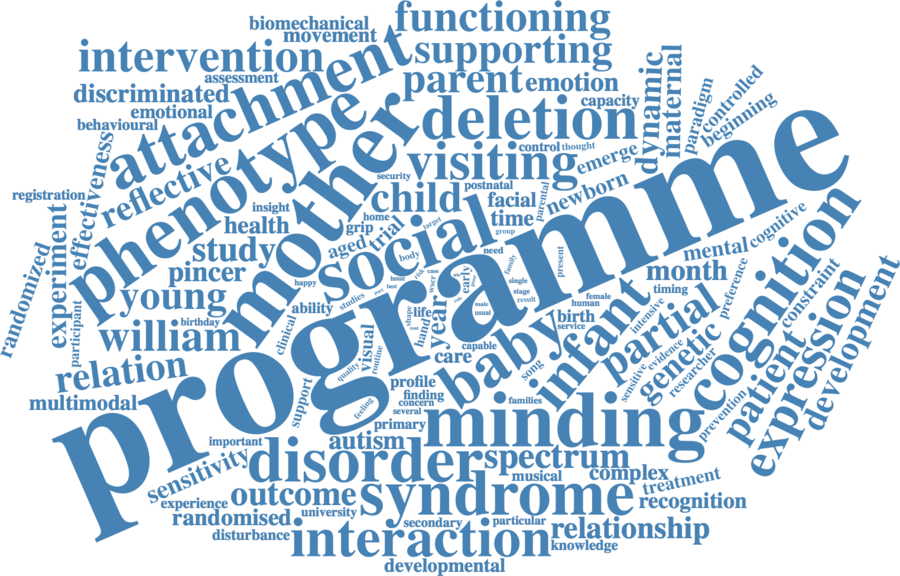 biomechanical
functioning
movement
intervention
attachment
supporting
assessment
parent
emotion
discriminated
emotional
behavioural
phenotype
mother
deletion
capacity
dynamic
maternal
paradigm
controlled
beginning
reflective
effectiveness
visiting
control
thought
emerge
programme
registration
security
child
postnatal
facial
parental
newborn
insight
health
home
grip
trial
aged
time
target
group
randomized
experiment
study
social
body
need
family
present
mental
cognitive
cognition
pincer
happy
issue
risk
case
early
single
month
timing
preference
constraint
young
ability
studies
best
year
stage
result
male
female
human
usual
infant
partial
participant
william
birthday
clinical
visual
shape
life
hand
baby
birth
service
intensive
genetic
expression
development
relation
quality
routine
capable
care
song
sensitive
evidence
researcher
patient
multimodal
support
feeling
profile
finding
concern
several
families
minding
prevention
important
autism
primary
sensitivity
disorder
spectrum
musical
complex
treatment
experience
outcome
university
syndrome
recognition
randomised
disturbance
interaction
secondary
particular
relationship
knowledge
developmental